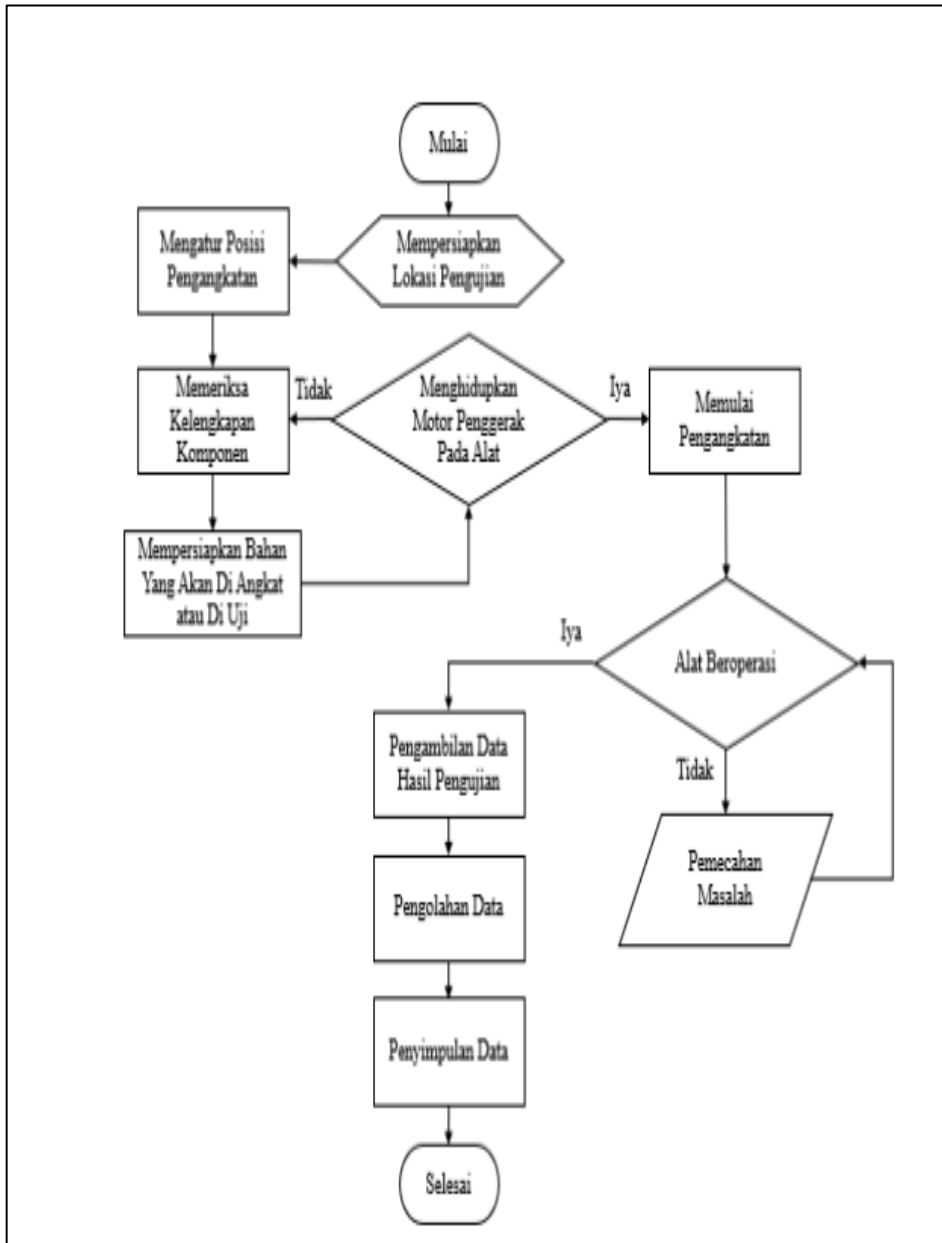 Mulai
Mempersiapkan
Lokasi Pengujian
Mengatur Posisi
Pengangkatan
Memeriksa
Kelengkapan
Komponen
Tidak
Menghidupkan
Motor Penggerak
Pada Alat
Iya
Memulai
Pengangkatan
Mempersiapkan Bahan
Yang Akan Di Angkat
atau Di Uji
Iya
Alat Beroperasi
Tidak
Pengambilan Data
Hasil Pengujian
Pemecahan
Masalah
Pengolahan Data
Penyimpulan Data
Selesai